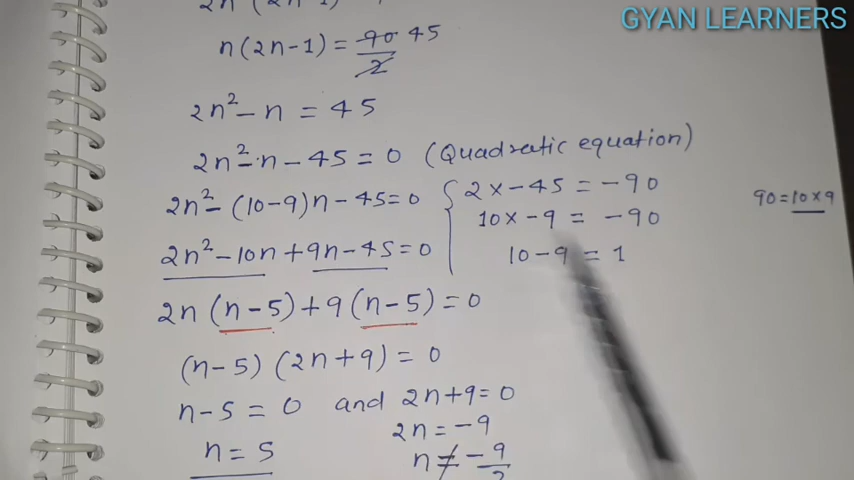 GYAN LEARNERS
n(2n-1) = 90/2 45
2n² - n = 45
2n² - n - 45 = 0 (Quadratic equation)
2n² - (10-9)n - 45 = 0
2 × -45 = -90
90 = 10 × 9
10 × -9 = -90
2n² - 10n + 9n - 45 = 0
10 - 9 = 1
2n (n-5) + 9 (n-5) = 0
(n-5) (2n+9) = 0
n - 5 = 0 and 2n + 9 = 0
2n = -9
n = 5
n ≠ -9/2